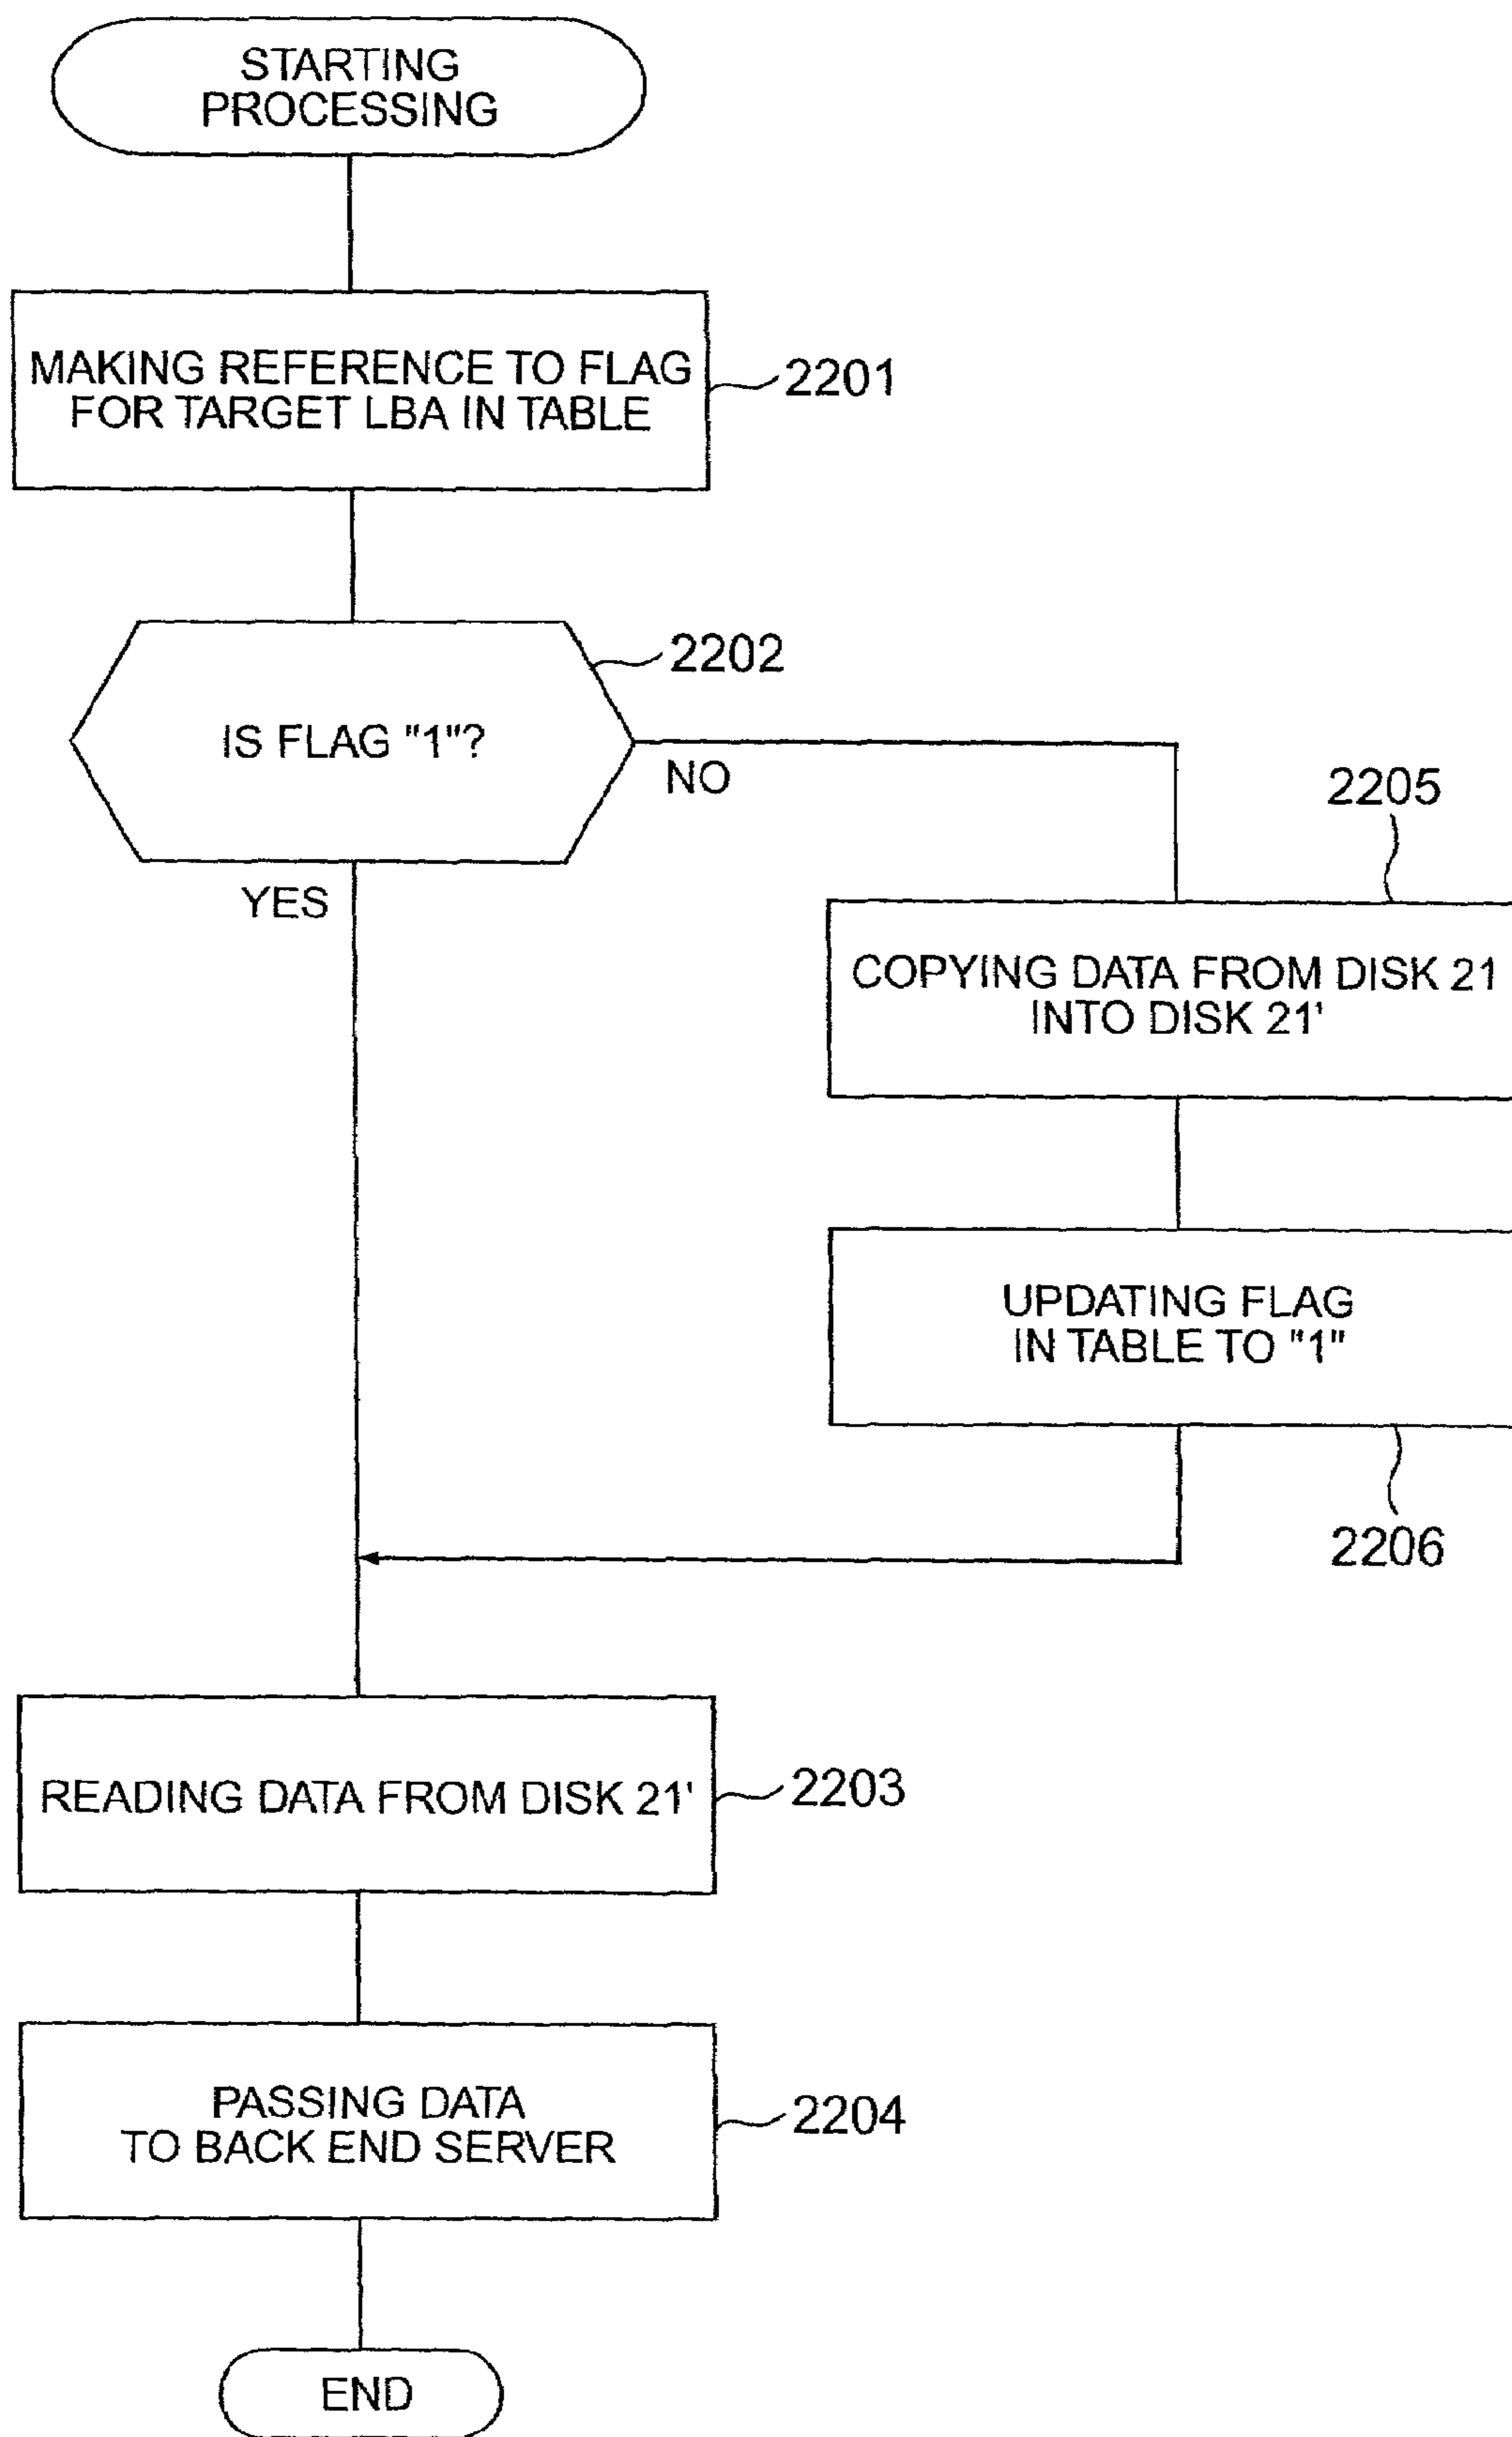 STARTING
PROCESSING
MAKING REFERENCE TO FLAG
FOR TARGET LBA IN TABLE
2201
2202
IS FLAG "1"?
NO
YES
2205
COPYING DATA FROM DISK 21
INTO DISK 21'
UPDATING FLAG
IN TABLE TO "1"
2206
READING DATA FROM DISK 21'
2203
PASSING DATA
TO BACK END SERVER
2204
END